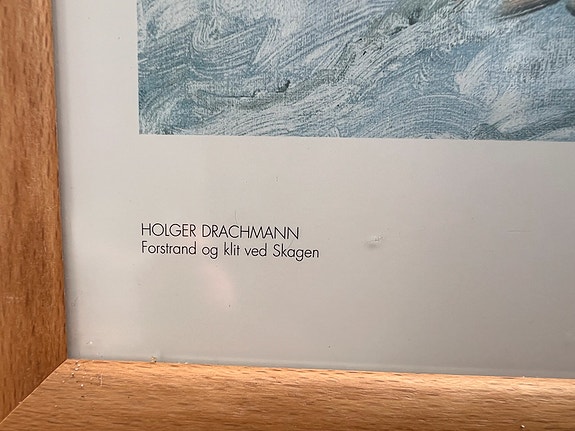 HOLGER DRACHMANN
Forstrand og klit ved Skagen